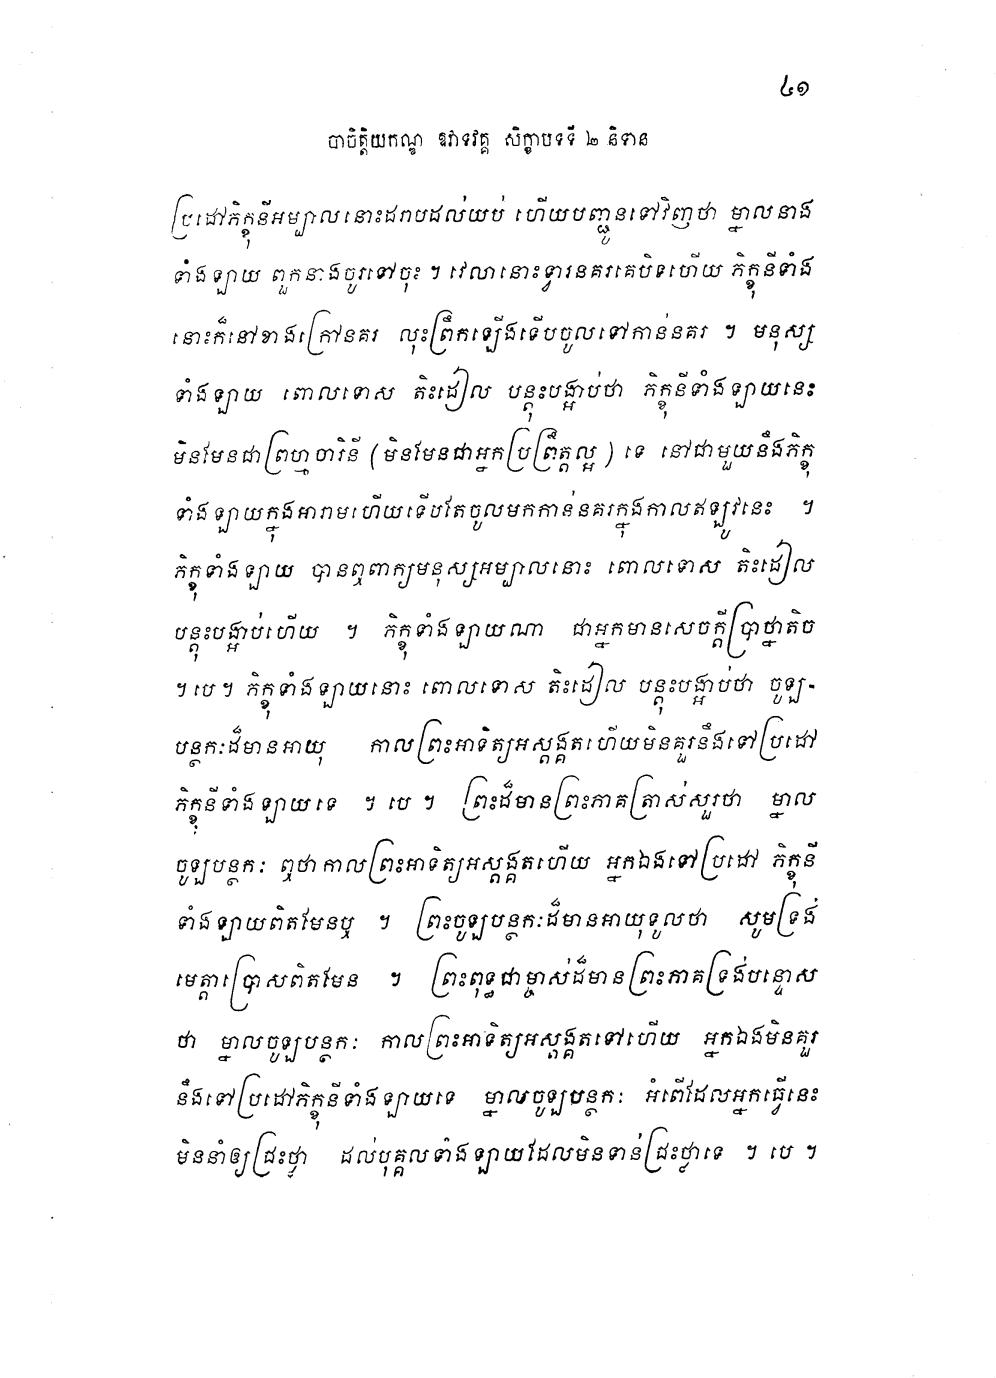 ៤១
បាចិត្តិយកណ្ឌ ឱវាទវគ្គ សិក្ខាបទទី ២ និទាន
ប្រដៅភិក្ខុនីអម្បាលនោះដរាបដល់យប់ ហើយបញ្ជូនទៅវិញថា ម្នាលនាង
ទាំងឡាយ ពួកនាងចូរទៅចុះ ។ វេលានោះទ្វារនគរគេបិទហើយ ភិក្ខុនីទាំង
នោះក៏នៅខាងក្រៅនគរ លុះព្រឹកឡើងទើបចូលទៅកាន់នគរ ។ មនុស្ស
ទាំងឡាយ ពោលទោស តិះដៀល បន្តុះបង្អាប់ថា ភិក្ខុនីទាំងឡាយនេះ
មិនមែនជាព្រហ្មចារិនី (មិនមែនជាអ្នកប្រព្រឹត្តល្អ) ទេ នៅជាមួយនឹងភិក្ខុ
ទាំងឡាយក្នុងអារាមហើយទើបតែចូលមកកាន់នគរក្នុងកាលឥឡូវនេះ ។
ភិក្ខុទាំងឡាយ បានឮពាក្យមនុស្សអម្បាលនោះ ពោលទោស តិះដៀល
បន្តុះបង្អាប់ហើយ ។ ភិក្ខុទាំងឡាយណា ជាអ្នកមានសេចក្តីប្រាថ្នាតិច
។ បេ ។ ភិក្ខុទាំងឡាយនោះ ពោលទោស តិះដៀល បន្តុះបង្អាប់ថា ចូឡ-
បន្ថកៈដ៏មានអាយុ កាលព្រះអាទិត្យអស្តង្គតហើយមិនគួរនឹងទៅប្រដៅ
ភិក្ខុនីទាំងឡាយទេ ។ បេ ។ ព្រះដ៏មានព្រះភាគត្រាស់សួរថា ម្នាល
ចូឡបន្ថកៈ ឮថាកាលព្រះអាទិត្យអស្តង្គតហើយ អ្នកឯងទៅប្រដៅ ភិក្ខុនី
ទាំងឡាយពិតមែនឬ ។ ព្រះចូឡបន្ថកៈដ៏មានអាយុទូលថា សូមទ្រង់
មេត្តាប្រោសពិតមែន ។ ព្រះពុទ្ធជាម្ចាស់ដ៏មានព្រះភាគទ្រង់បន្ទោស
ថា ម្នាលចូឡបន្ថកៈ កាលព្រះអាទិត្យអស្តង្គតទៅហើយ អ្នកឯងមិនគួរ
នឹងទៅប្រដៅភិក្ខុនីទាំងឡាយទេ ម្នាលចូឡបន្ថកៈ អំពើដែលអ្នកធ្វើនេះ
មិននាំឲ្យជ្រះថ្លា ដល់បុគ្គលទាំងឡាយដែលមិនទាន់ជ្រះថ្លាទេ ។ បេ ។